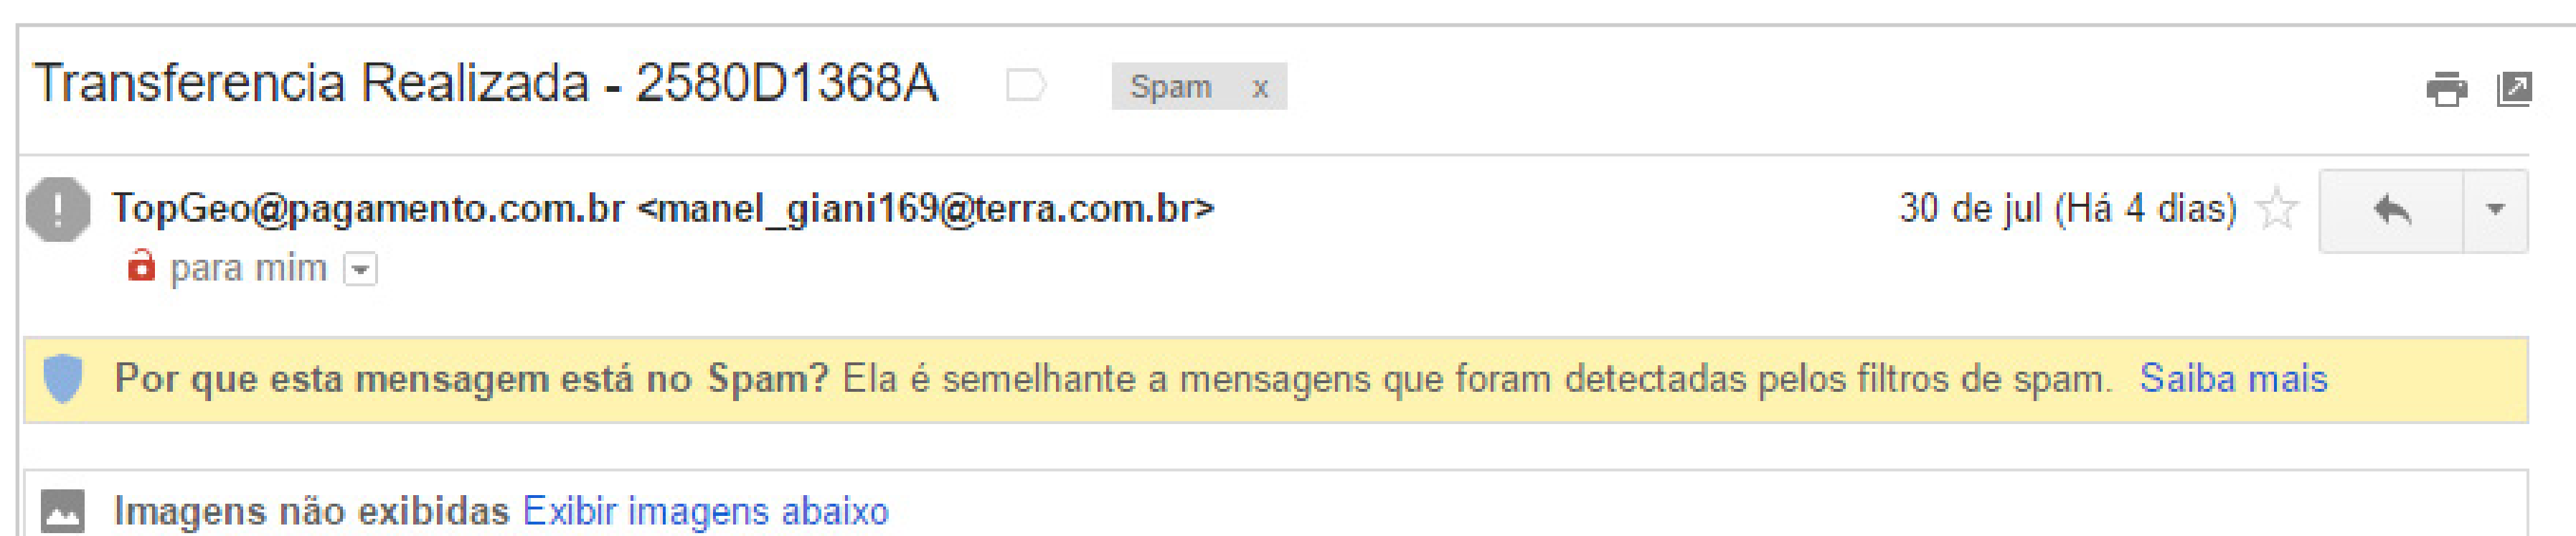 Transferencia Realizada - 2580D1368A Spam x
TopGeo@pagamento.com.br <manel_giani169@terra.com.br> 30 de jul (Há 4 dias)
para mim
Por que esta mensagem está no Spam? Ela é semelhante a mensagens que foram detectadas pelos filtros de spam. Saiba mais
Imagens não exibidas Exibir imagens abaixo